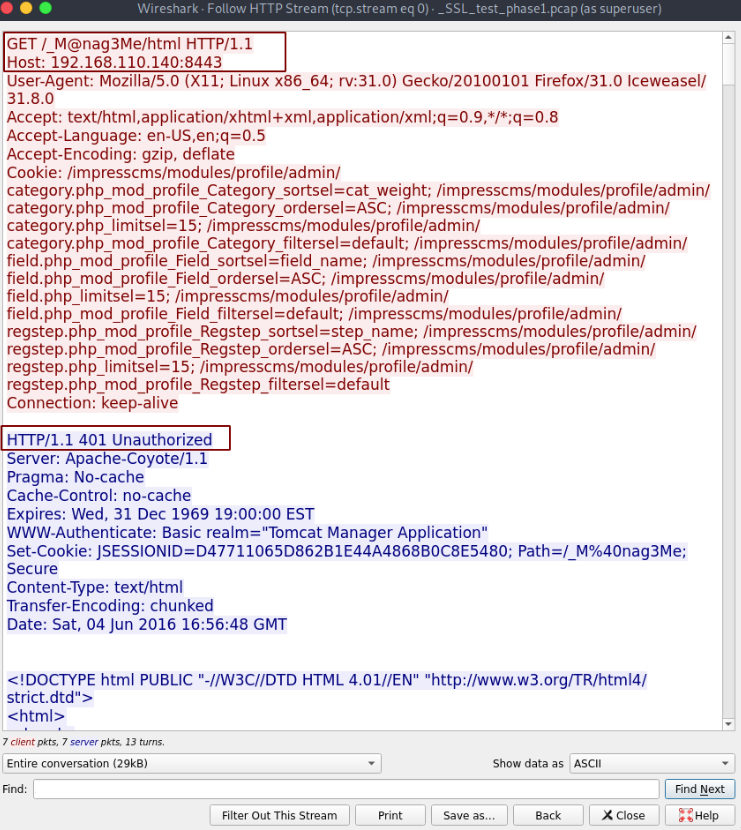 Wireshark · Follow HTTP Stream (tcp.stream eq 0) · _SSL_test_phase1.pcap (as superuser)
GET /_M@nag3Me/html HTTP/1.1
Host: 192.168.110.140:8443
User-Agent: Mozilla/5.0 (X11; Linux x86_64; rv:31.0) Gecko/20100101 Firefox/31.0 Iceweasel/
31.8.0
Accept: text/html,application/xhtml+xml,application/xml;q=0.9,*/*;q=0.8
Accept-Language: en-US,en;q=0.5
Accept-Encoding: gzip, deflate
Cookie: /impresscms/modules/profile/admin/
category.php_mod_profile_Category_sortsel=cat_weight; /impresscms/modules/profile/admin/
category.php_mod_profile_Category_ordersel=ASC; /impresscms/modules/profile/admin/
category.php_limitsel=15; /impresscms/modules/profile/admin/
category.php_mod_profile_Category_filtersel=default; /impresscms/modules/profile/admin/
field.php_mod_profile_Field_sortsel=field_name; /impresscms/modules/profile/admin/
field.php_mod_profile_Field_ordersel=ASC; /impresscms/modules/profile/admin/
field.php_limitsel=15; /impresscms/modules/profile/admin/
field.php_mod_profile_Field_filtersel=default; /impresscms/modules/profile/admin/
regstep.php_mod_profile_Regstep_sortsel=step_name; /impresscms/modules/profile/admin/
regstep.php_mod_profile_Regstep_ordersel=ASC; /impresscms/modules/profile/admin/
regstep.php_limitsel=15; /impresscms/modules/profile/admin/
regstep.php_mod_profile_Regstep_filtersel=default
Connection: keep-alive
HTTP/1.1 401 Unauthorized
Server: Apache-Coyote/1.1
Pragma: No-cache
Cache-Control: no-cache
Expires: Wed, 31 Dec 1969 19:00:00 EST
WWW-Authenticate: Basic realm="Tomcat Manager Application"
Set-Cookie: JSESSIONID=D47711065D862B1E44A4868B0C8E5480; Path=/_M%40nag3Me;
Secure
Content-Type: text/html
Transfer-Encoding: chunked
Date: Sat, 04 Jun 2016 16:56:48 GMT
<!DOCTYPE html PUBLIC "-//W3C//DTD HTML 4.01//EN" "http://www.w3.org/TR/html4/
strict.dtd">
<html>
7 client pkts, 7 server pkts, 13 turns.
Entire conversation (29kB) Show data as ASCII
Find: Find Next
Filter Out This Stream Print Save as... Back Close Help